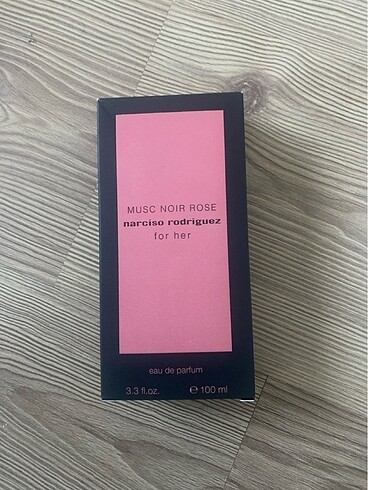 MUSC NOIR ROSE
narciso rodriguez
for her
eau de parfum
3.3 fl.oz. ℮ 100 ml